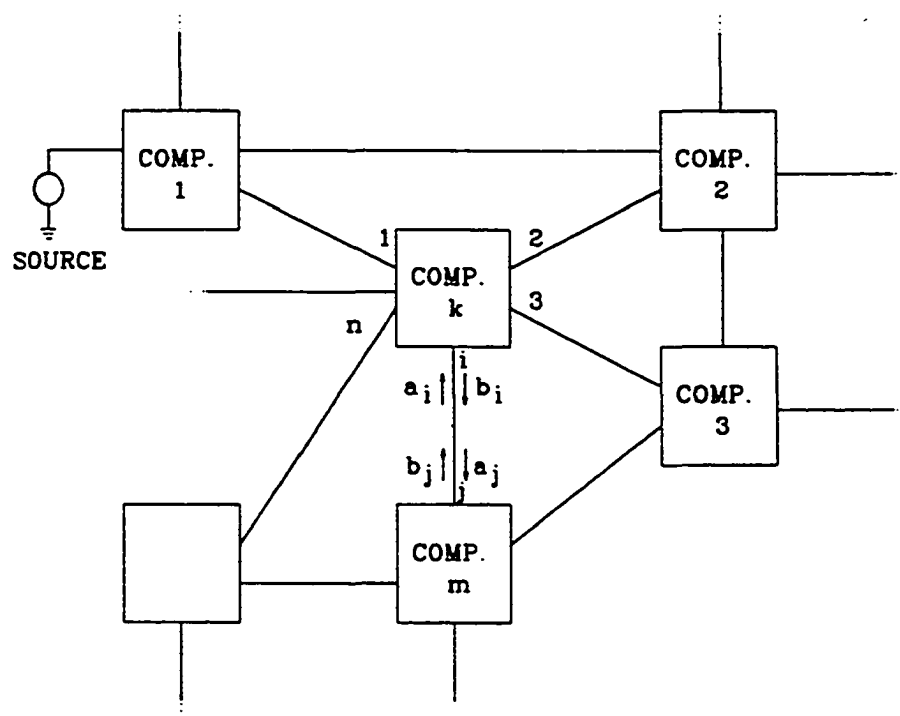 COMP.
1
COMP.
2
SOURCE
1
2
COMP.
k
3
n
i
a_i
b_i
COMP.
3
b_j
a_j
j
COMP.
m